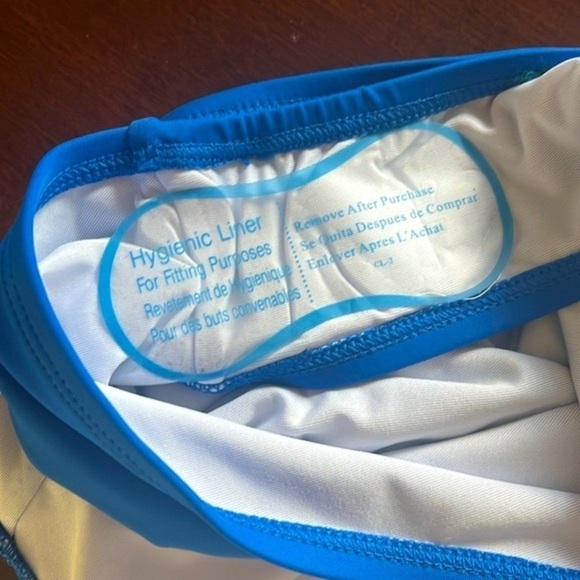 Hygienic Liner
For Fitting Purposes
Revetement de Hygienique
Pour des buts convenables
Remove After Purchase
Se Quita Despues de Comprar
Enlever Apres L'Achat
CL-2